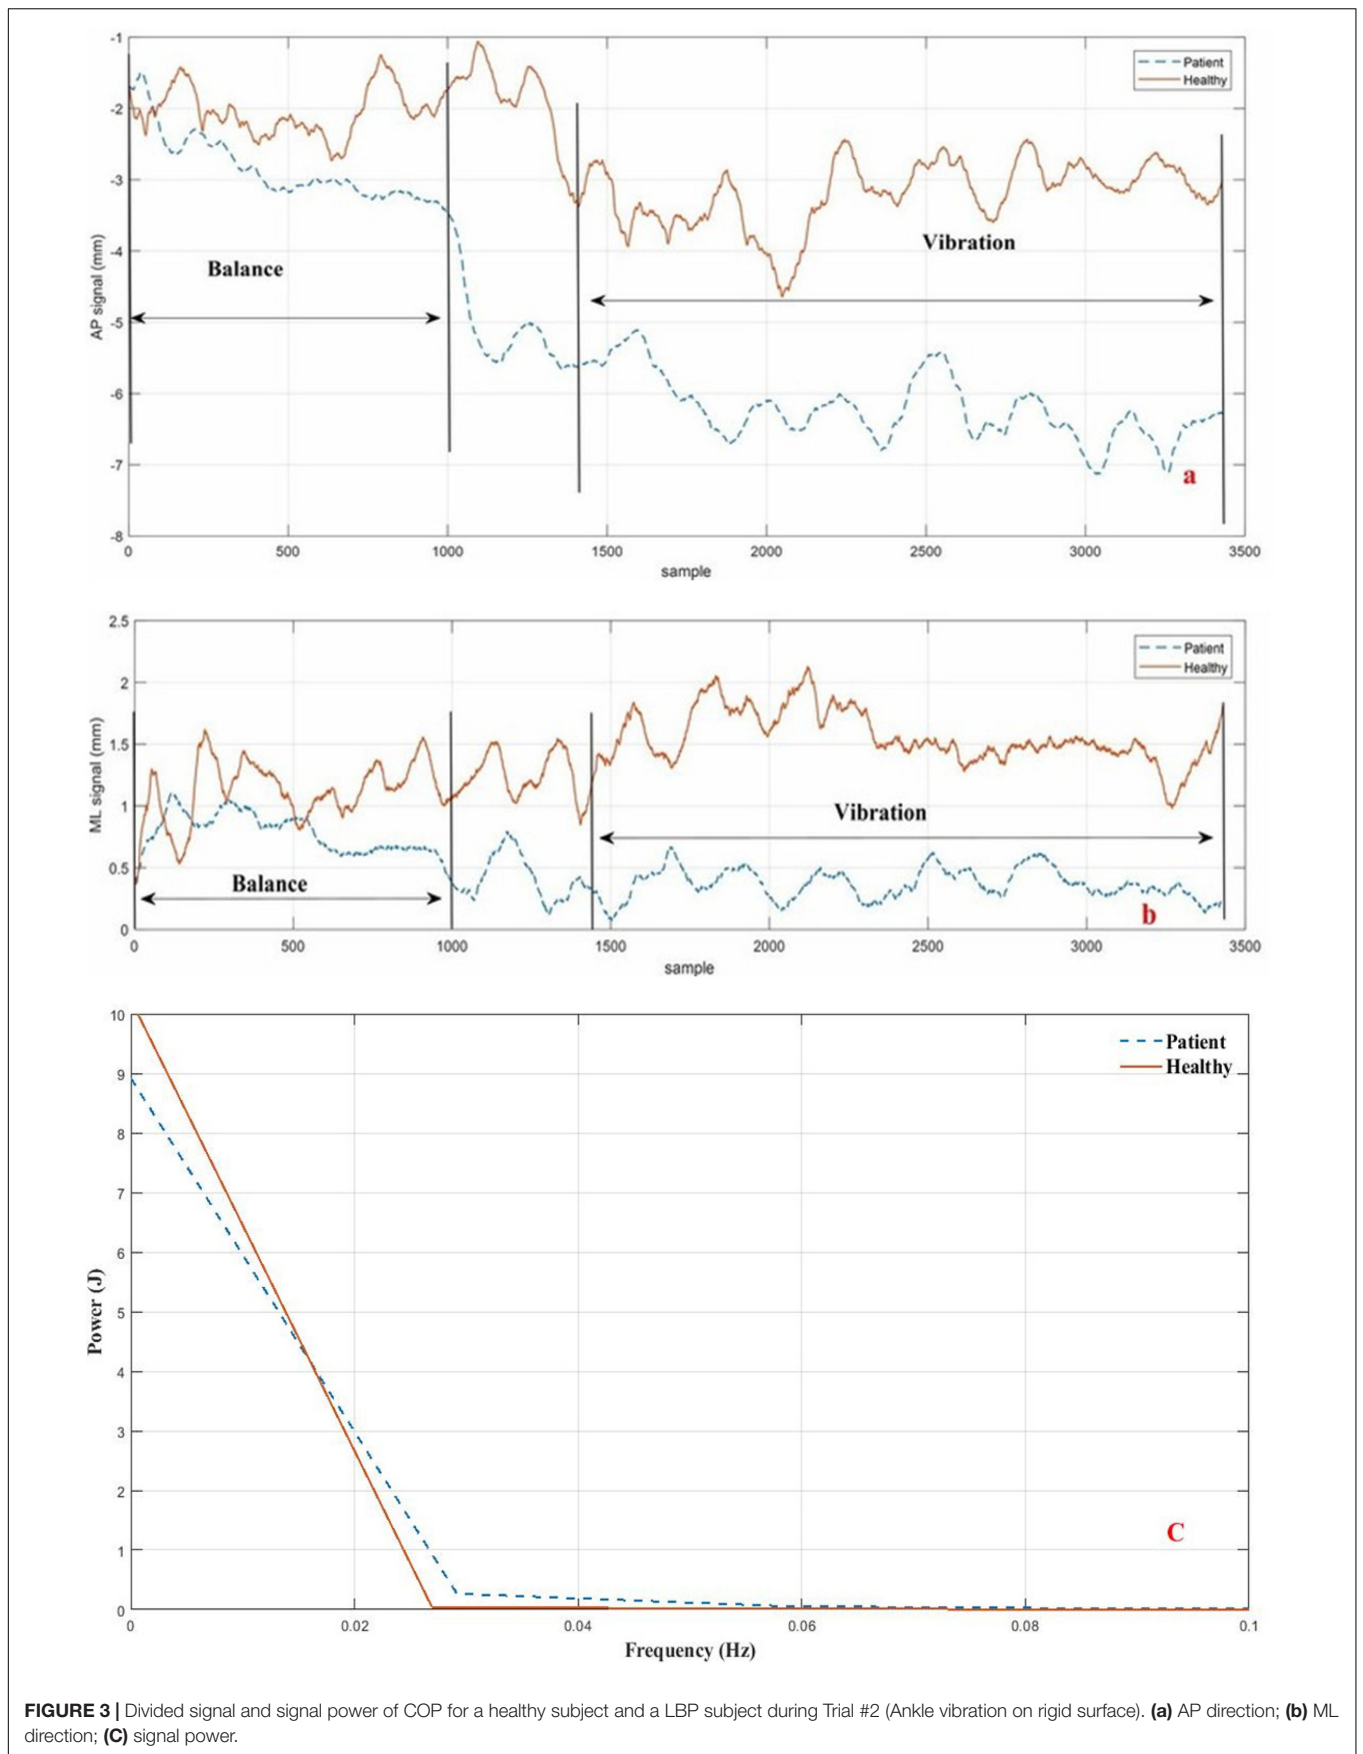 -1
-2
-3
-4
-5
-6
-7
-8
AP signal (mm)
Patient
Healthy
Balance
Vibration
a
0 500 1000 1500 2000 2500 3000 3500
sample
2.5
2
1.5
1
0.5
0
ML signal (mm)
Patient
Healthy
Vibration
Balance
b
0 500 1000 1500 2000 2500 3000 3500
sample
10
9
8
7
6
5
4
3
2
1
0
Power (J)
Patient
Healthy
C
0 0.02 0.04 0.06 0.08 0.1
Frequency (Hz)
FIGURE 3 | Divided signal and signal power of COP for a healthy subject and a LBP subject during Trial #2 (Ankle vibration on rigid surface). (a) AP direction; (b) ML
direction; (C) signal power.